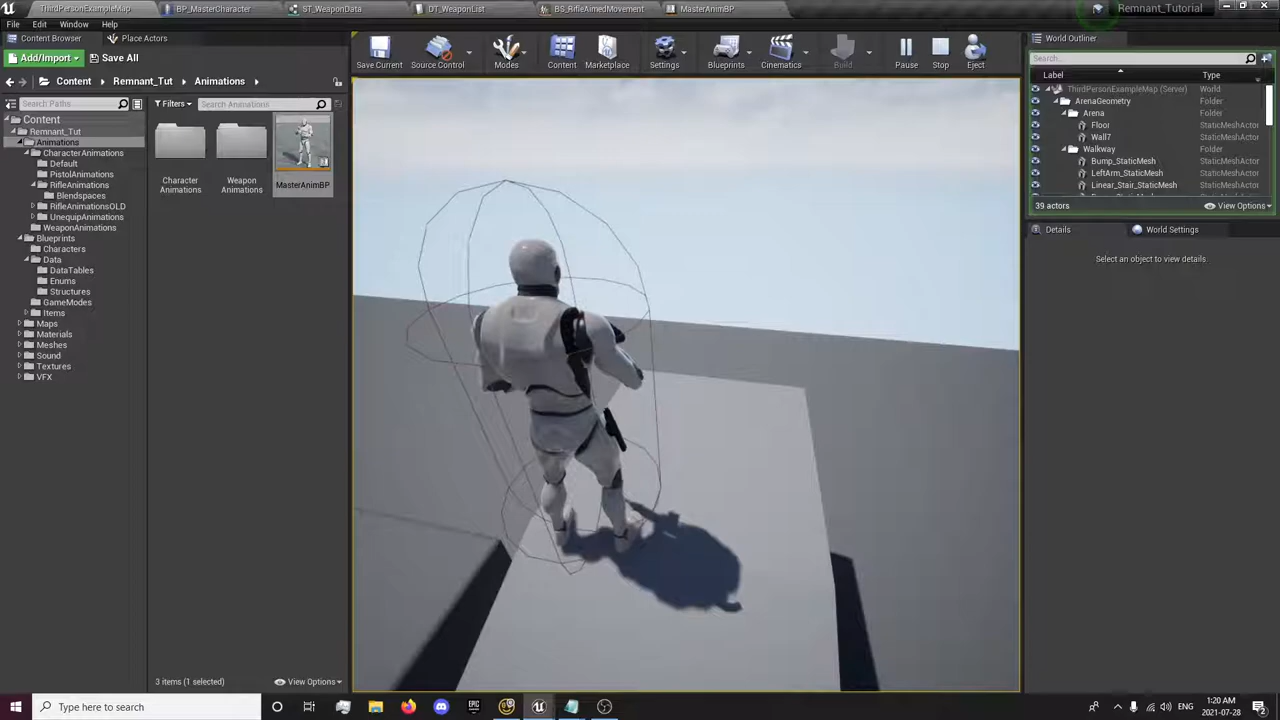 ThirdPersonExampleMap
BP_MasterCharacter
ST_WeaponData
DT_WeaponList
BS_RifleAimedMovement
MasterAnimBP
Remnant_Tutorial
File
Edit
Window
Help
Content Browser
Place Actors
Add/Import
Save All
Content
Remnant_Tut
Animations
Search Paths
Filters
Search Animations
Content
Remnant_Tut
Animations
CharacterAnimations
Default
PistolAnimations
RifleAnimations
Blendspaces
RifleAnimationsOLD
UnequipAnimations
WeaponAnimations
Blueprints
Characters
Data
DataTables
Enums
Structures
GameModes
Items
Maps
Materials
Meshes
Sound
Textures
VFX
Character
Animations
Weapon
Animations
MasterAnimBP
3 items (1 selected)
View Options
Save Current
Source Control
Modes
Content
Marketplace
Settings
Blueprints
Cinematics
Build
Pause
Stop
Eject
World Outliner
Search...
Label
Type
ThirdPersonExampleMap (Server)
World
ArenaGeometry
Folder
Arena
Folder
Floor
StaticMeshActor
Wall7
StaticMeshActor
Walkway
Folder
Bump_StaticMesh
StaticMeshActor
LeftArm_StaticMesh
StaticMeshActor
Linear_Stair_StaticMesh
StaticMeshActor
39 actors
View Options
Details
World Settings
Select an object to view details.
Type here to search
EPIC
ENG
1:20 AM
2021-07-28